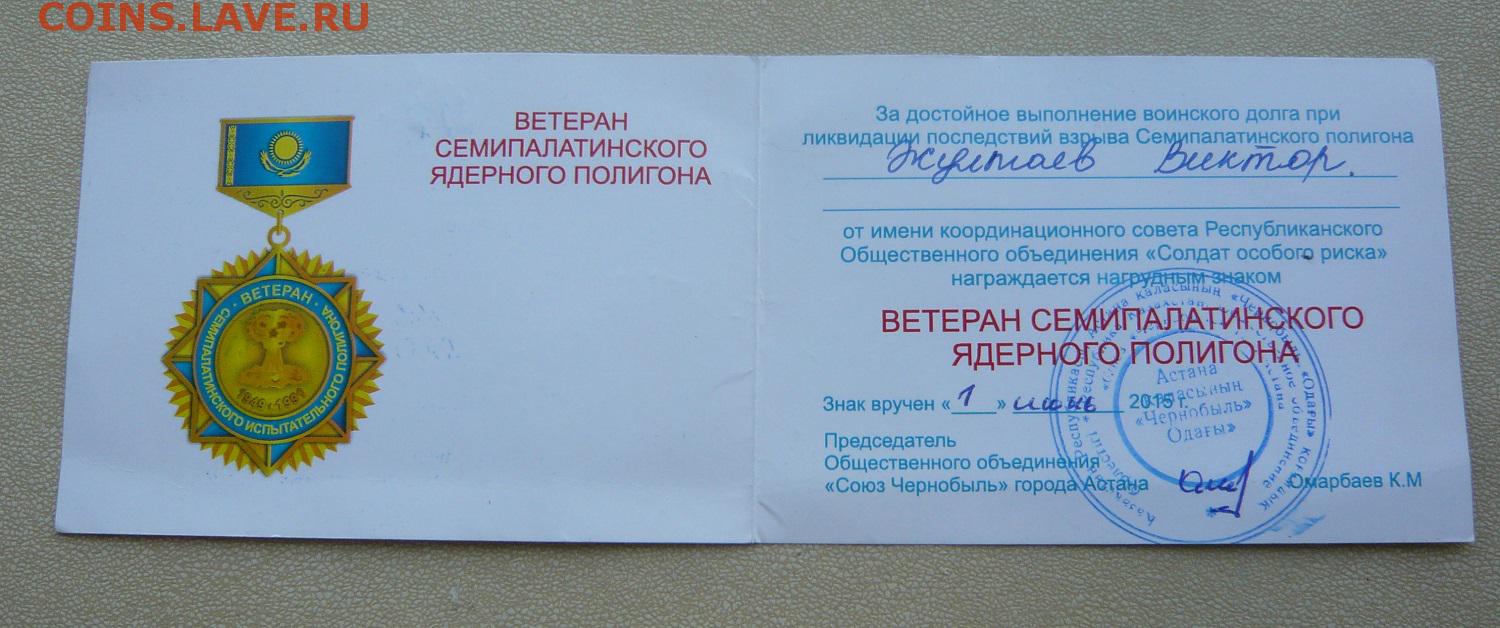 COINS.LAVE.RU
ВЕТЕРАН
СЕМИПАЛАТИНСКОГО
ЯДЕРНОГО ПОЛИГОНА
· ВЕТЕРАН ·
СЕМИПАЛАТИНСКОГО ИСПЫТАТЕЛЬНОГО ПОЛИГОНА
1949 · 1991
За достойное выполнение воинского долга при
ликвидации последствий взрыва Семипалатинского полигона
Виктор.
от имени координационного совета Республиканского
Общественного объединения «Солдат особого риска»
награждается нагрудным знаком
ВЕТЕРАН СЕМИПАЛАТИНСКОГО
ЯДЕРНОГО ПОЛИГОНА
Знак вручен «1» июнь 2015 г.
Председатель
Общественного объединения
«Союз Чернобыль» города Астана
Омарбаев К.М
Астана
қаласының
«Чернобыль»
Одағы»